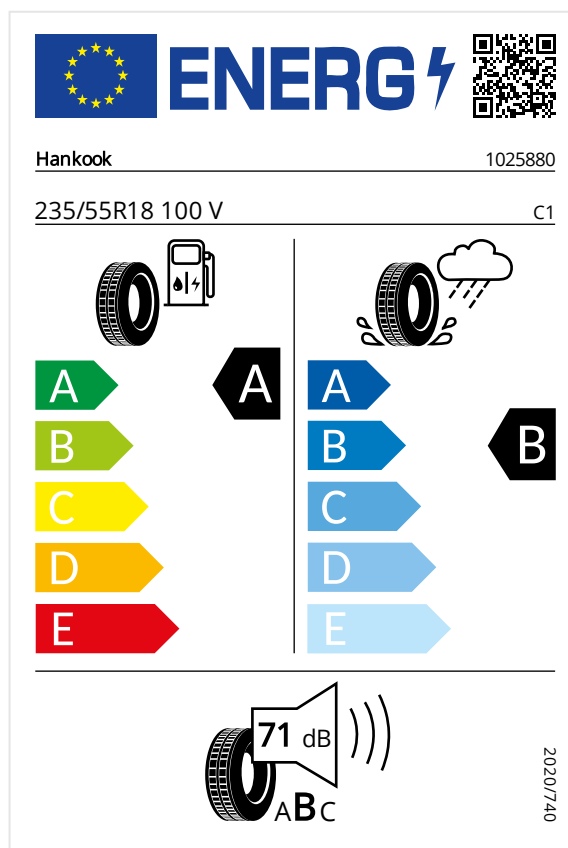 ENERG
Hankook 1025880
235/55R18 100 V C1
A A A
B B B
C C
D D
E E
71 dB
ABC
2020/740